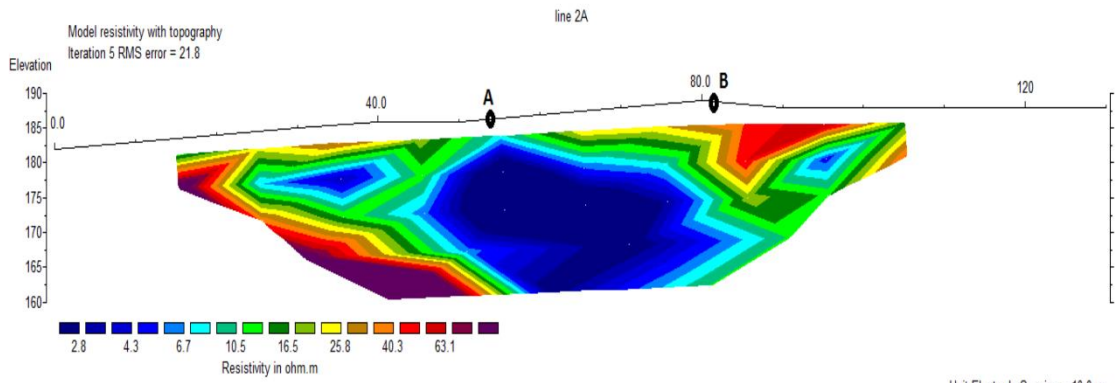 line 2A
Model resistivity with topography
Iteration 5 RMS error = 21.8
Elevation
190
185
180
175
170
165
160
0.0
40.0
A
80.0
B
120
2.8 4.3 6.7 10.5 16.5 25.8 40.3 63.1
Resistivity in ohm.m